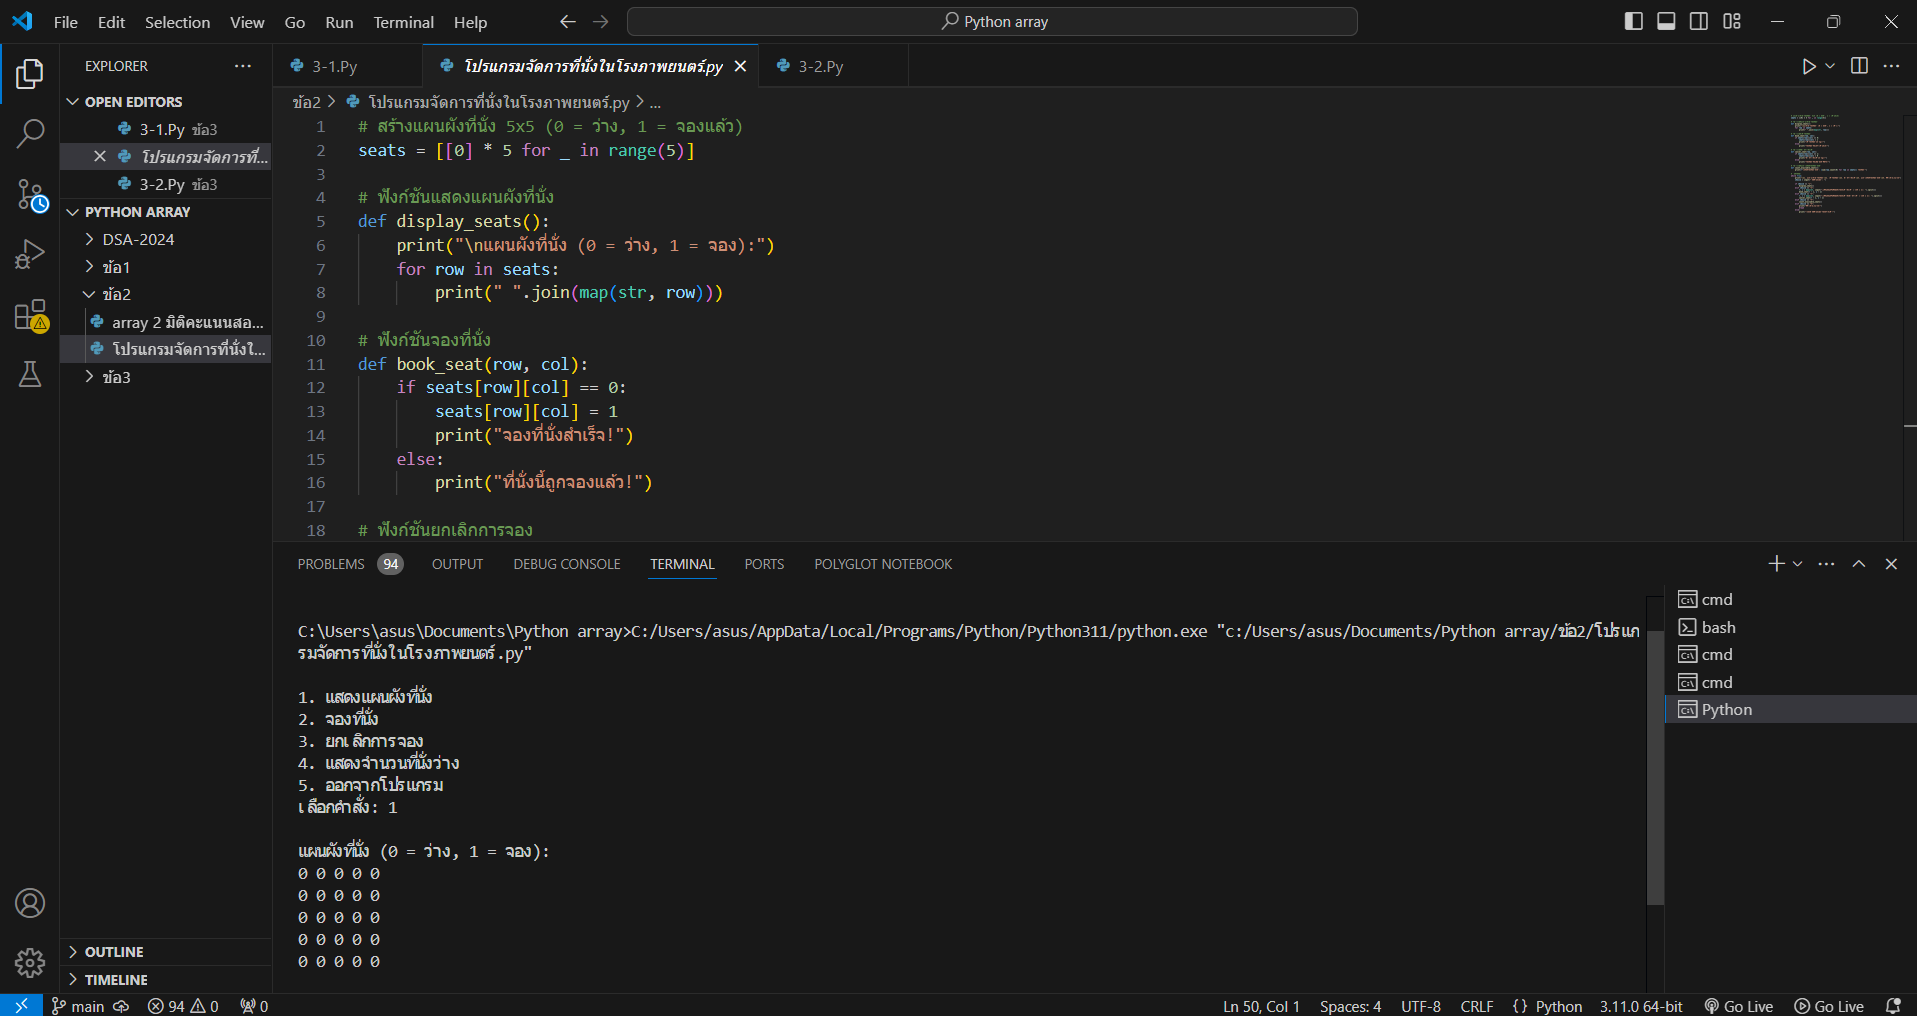 File Edit Selection View Go Run Terminal Help
Python array
EXPLORER
OPEN EDITORS
3-1.Py ข้อ3
โปรแกรมจัดการที่...
3-2.Py ข้อ3
PYTHON ARRAY
DSA-2024
ข้อ1
ข้อ2
array 2 มิติคะแนนสอ...
โปรแกรมจัดการที่นั่งใ...
ข้อ3
OUTLINE
TIMELINE
3-1.Py
โปรแกรมจัดการที่นั่งในโรงภาพยนตร์.py
3-2.Py
ข้อ2 > โปรแกรมจัดการที่นั่งในโรงภาพยนตร์.py > ...
1 # สร้างแผนผังที่นั่ง 5x5 (0 = ว่าง, 1 = จองแล้ว)
2 seats = [[0] * 5 for _ in range(5)]
3
4 # ฟังก์ชันแสดงแผนผังที่นั่ง
5 def display_seats():
6 print("\nแผนผังที่นั่ง (0 = ว่าง, 1 = จอง):")
7 for row in seats:
8 print(" ".join(map(str, row)))
9
10 # ฟังก์ชันจองที่นั่ง
11 def book_seat(row, col):
12 if seats[row][col] == 0:
13 seats[row][col] = 1
14 print("จองที่นั่งสำเร็จ!")
15 else:
16 print("ที่นั่งนี้ถูกจองแล้ว!")
17
18 # ฟังก์ชันยกเลิกการจอง
PROBLEMS 94 OUTPUT DEBUG CONSOLE TERMINAL PORTS POLYGLOT NOTEBOOK
C:\Users\asus\Documents\Python array>C:/Users/asus/AppData/Local/Programs/Python/Python311/python.exe "c:/Users/asus/Documents/Python array/ข้อ2/โปรแก
รมจัดการที่นั่งในโรงภาพยนตร์.py"
1. แสดงแผนผังที่นั่ง
2. จองที่นั่ง
3. ยกเลิกการจอง
4. แสดงจำนวนที่นั่งว่าง
5. ออกจากโปรแกรม
เลือกคำสั่ง: 1
แผนผังที่นั่ง (0 = ว่าง, 1 = จอง):
0 0 0 0 0
0 0 0 0 0
0 0 0 0 0
0 0 0 0 0
0 0 0 0 0
cmd
bash
cmd
cmd
Python
main 94 0 0
Ln 50, Col 1 Spaces: 4 UTF-8 CRLF {} Python 3.11.0 64-bit Go Live Go Live